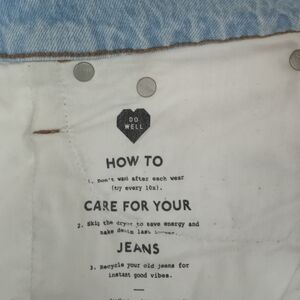 DO
WELL
HOW TO
1. Don't wash after each wear
(try every 10x).
CARE FOR YOUR
2. Skip the dryer to save energy and
make denim last longer.
JEANS
3. Recycle your old jeans for
instant good vibes.
—